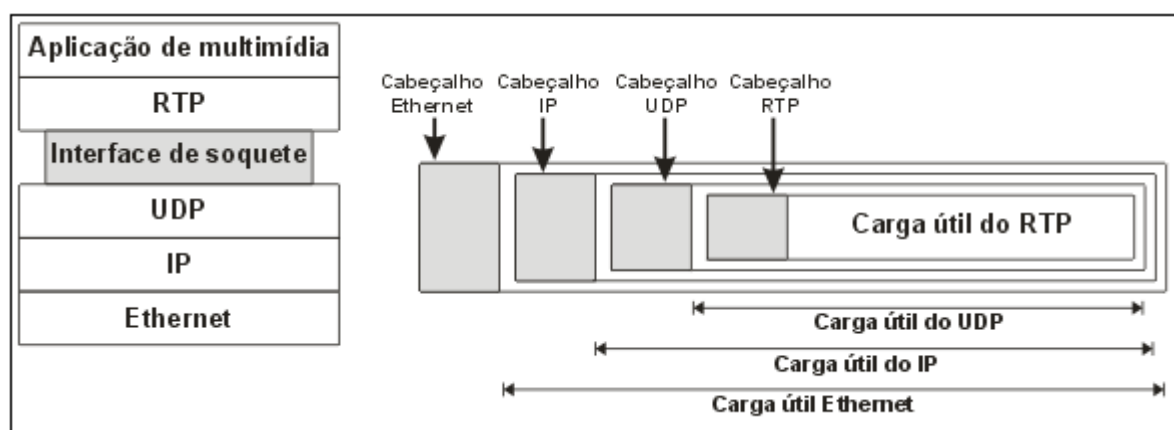 Aplicação de multimídia
RTP
Interface de soquete
UDP
IP
Ethernet
Cabeçalho
Ethernet
Cabeçalho
IP
Cabeçalho
UDP
Cabeçalho
RTP
Carga útil do RTP
Carga útil do UDP
Carga útil do IP
Carga útil Ethernet